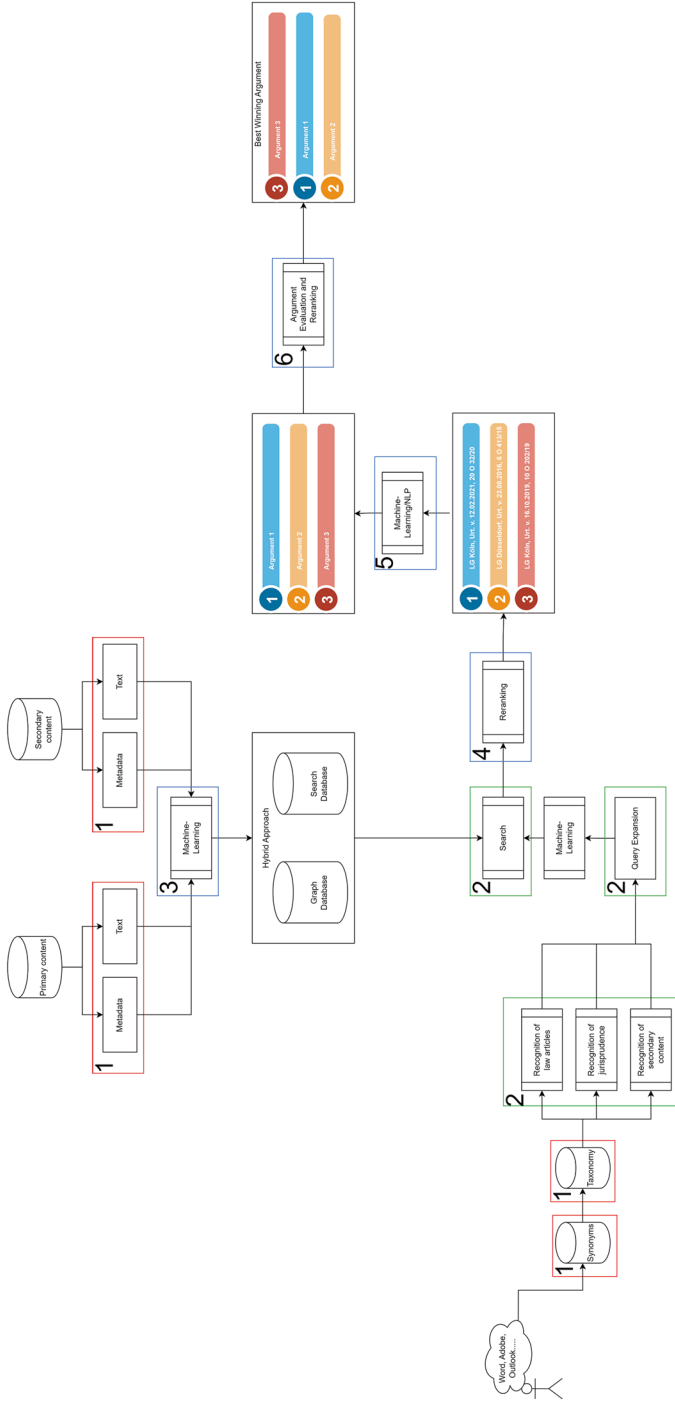 Primary content
Secondary
content
1
Metadata
Text
1
Metadata
Text
3
Machine-
Learning
Hybrid Approach
Graph
Database
Search
Database
Word, Adobe,
Outlook.....
1
Synonyms
1
Taxonomy
2
Recognition of
law articles
Recognition of
jurisprudence
Recognition of
secondary
content
2
Query Expansion
Machine-
Learning
2
Search
4
Reranking
1
LG Köln, Urt. v. 12.02.2021, 20 O 32/20
2
LG Düsseldorf, Urt. v. 22.08.2016, 6 O 413/15
3
LG Köln, Urt. v. 16.10.2019, 10 O 202/19
5
Machine-
Learning/NLP
1
Argument 1
2
Argument 2
3
Argument 3
6
Argument
Evaluation and
Reranking
Best Winning Argument
3
Argument 3
1
Argument 1
2
Argument 2